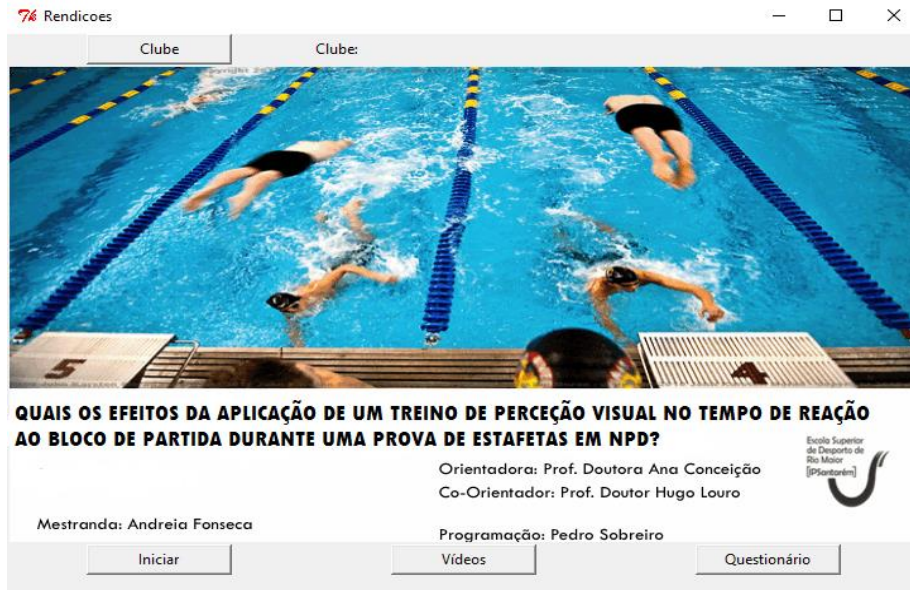 Rendicoes
Clube Clube:
5
4
QUAIS OS EFEITOS DA APLICAÇÃO DE UM TREINO DE PERCEÇÃO VISUAL NO TEMPO DE REAÇÃO
AO BLOCO DE PARTIDA DURANTE UMA PROVA DE ESTAFETAS EM NPD?
Escola Superior
de Desporto de
Rio Maior
[IPSantarém]
Orientadora: Prof. Doutora Ana Conceição
Co-Orientador: Prof. Doutor Hugo Louro
Mestranda: Andreia Fonseca
Programação: Pedro Sobreiro
Iniciar Vídeos Questionário